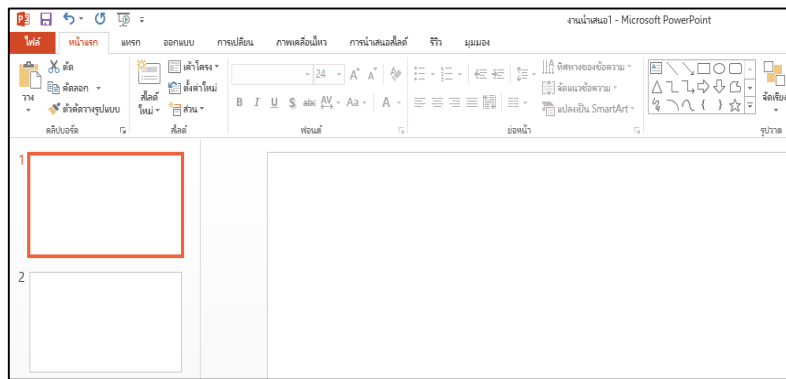 งานนำเสนอ1 - Microsoft PowerPoint
ไฟล์ หน้าแรก แทรก ออกแบบ การเปลี่ยน ภาพเคลื่อนไหว การนำเสนอสไลด์ รีวิว มุมมอง
วาง
ตัด
คัดลอก
ตัวคัดวางรูปแบบ
คลิปบอร์ด
สไลด์
ใหม่
เค้าโครง
ตั้งค่าใหม่
ส่วน
สไลด์
24 A A
B I U S abc AV Aa A
ฟอนต์
ทิศทางของข้อความ
จัดแนวข้อความ
แปลงเป็น SmartArt
ย่อหน้า
จัดเรียง
รูปวาด
1
2